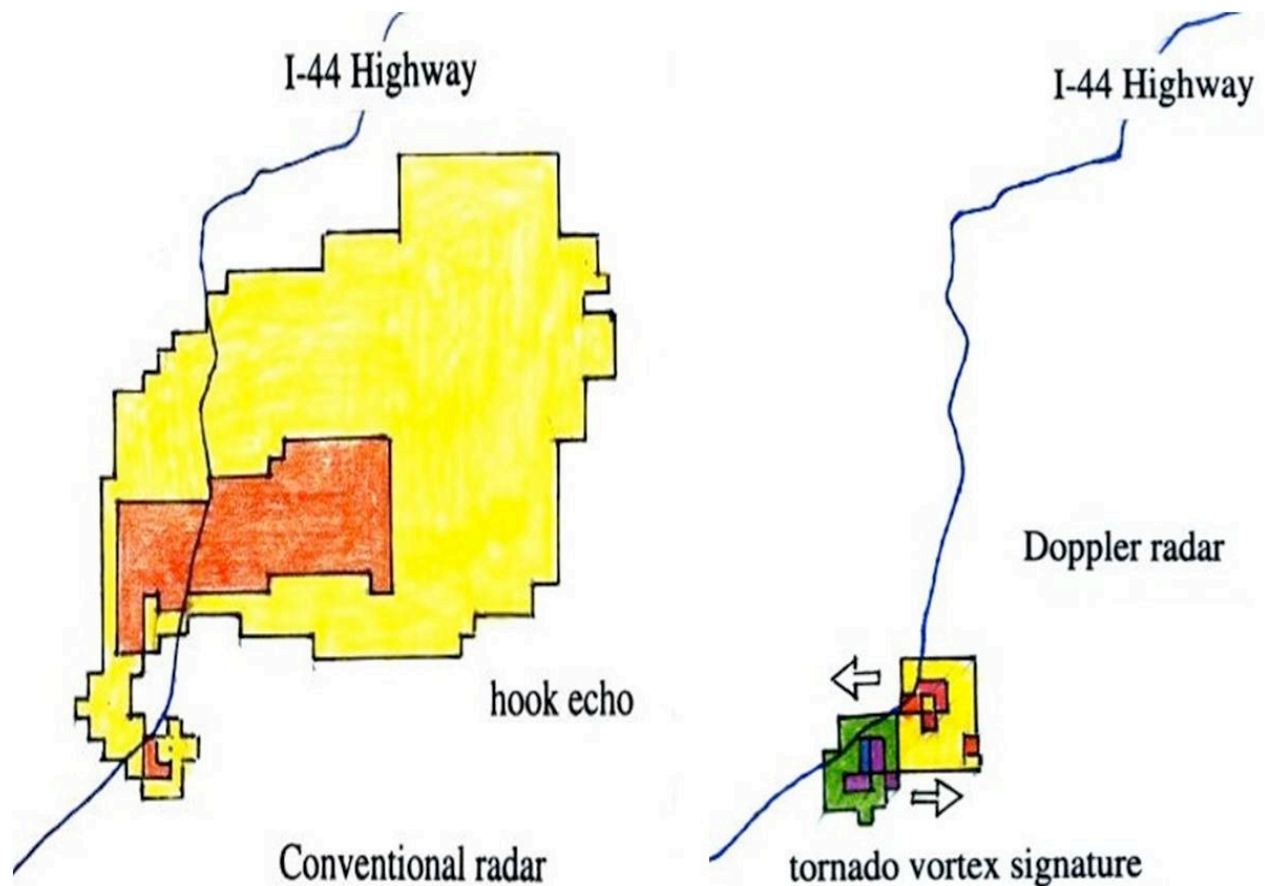 I-44 Highway
hook echo
Conventional radar
I-44 Highway
Doppler radar
tornado vortex signature